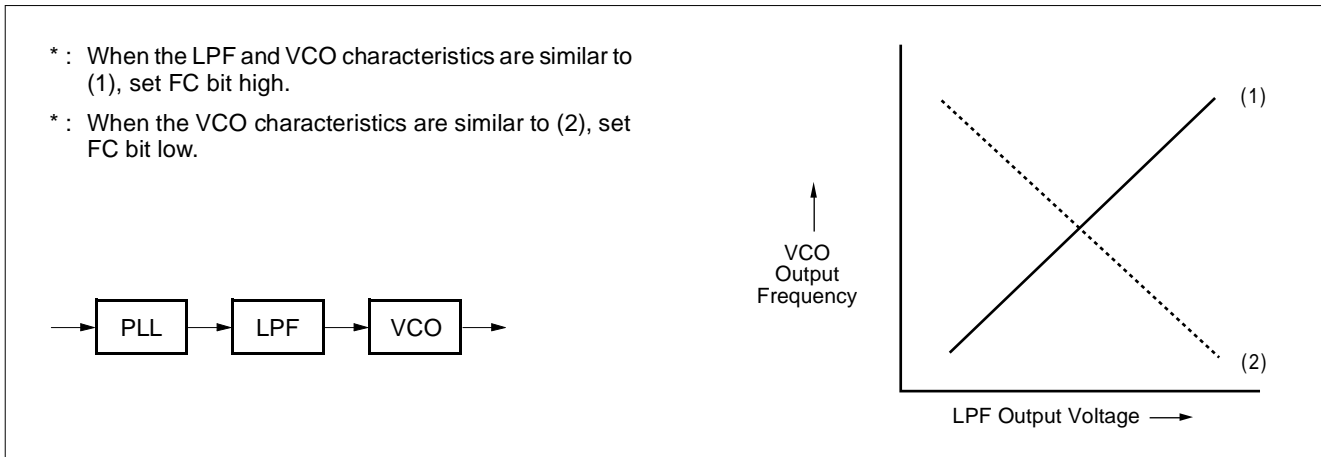 * : When the LPF and VCO characteristics are similar to
(1), set FC bit high.
* : When the VCO characteristics are similar to (2), set
FC bit low.
PLL
LPF
VCO
VCO
Output
Frequency
(1)
(2)
LPF Output Voltage